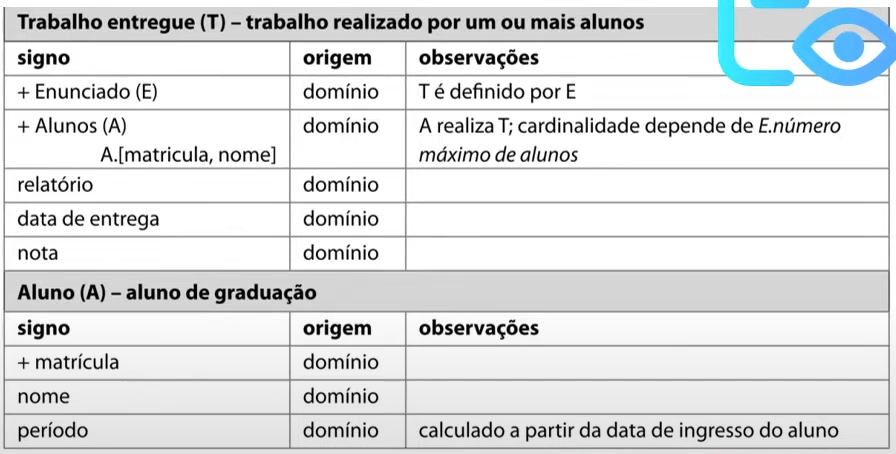 Trabalho entregue (T) – trabalho realizado por um ou mais alunos
signo origem observações
+ Enunciado (E) domínio T é definido por E
+ Alunos (A) domínio A realiza T; cardinalidade depende de E.número
A.[matricula, nome] máximo de alunos
relatório domínio
data de entrega domínio
nota domínio
Aluno (A) – aluno de graduação
signo origem observações
+ matrícula domínio
nome domínio
período domínio calculado a partir da data de ingresso do aluno